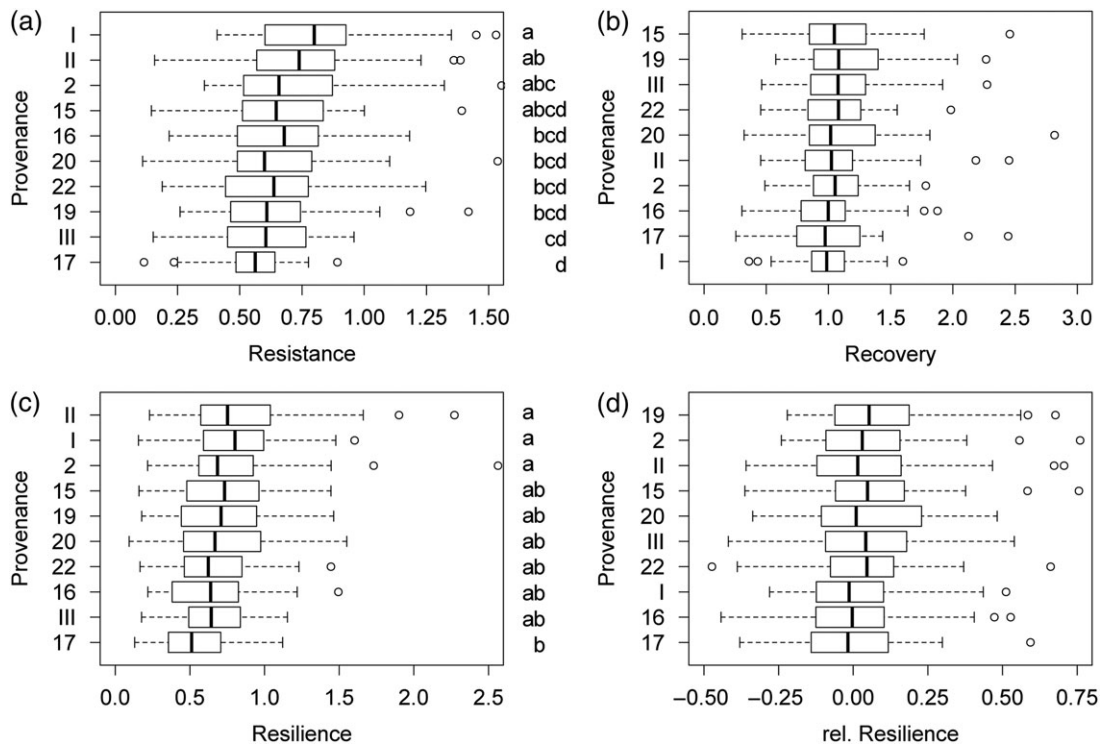 (a)
Provenance
I a
II ab
2 abc
15 abcd
16 bcd
20 bcd
22 bcd
19 bcd
III cd
17 d
0.00 0.25 0.50 0.75 1.00 1.25 1.50
Resistance
(b)
Provenance
15
19
III
22
20
II
2
16
17
I
0.0 0.5 1.0 1.5 2.0 2.5 3.0
Recovery
(c)
Provenance
II a
I a
2 a
15 ab
19 ab
20 ab
22 ab
16 ab
III ab
17 b
0.0 0.5 1.0 1.5 2.0 2.5
Resilience
(d)
Provenance
19
2
II
15
20
III
22
I
16
17
–0.50 –0.25 0.00 0.25 0.50 0.75
rel. Resilience